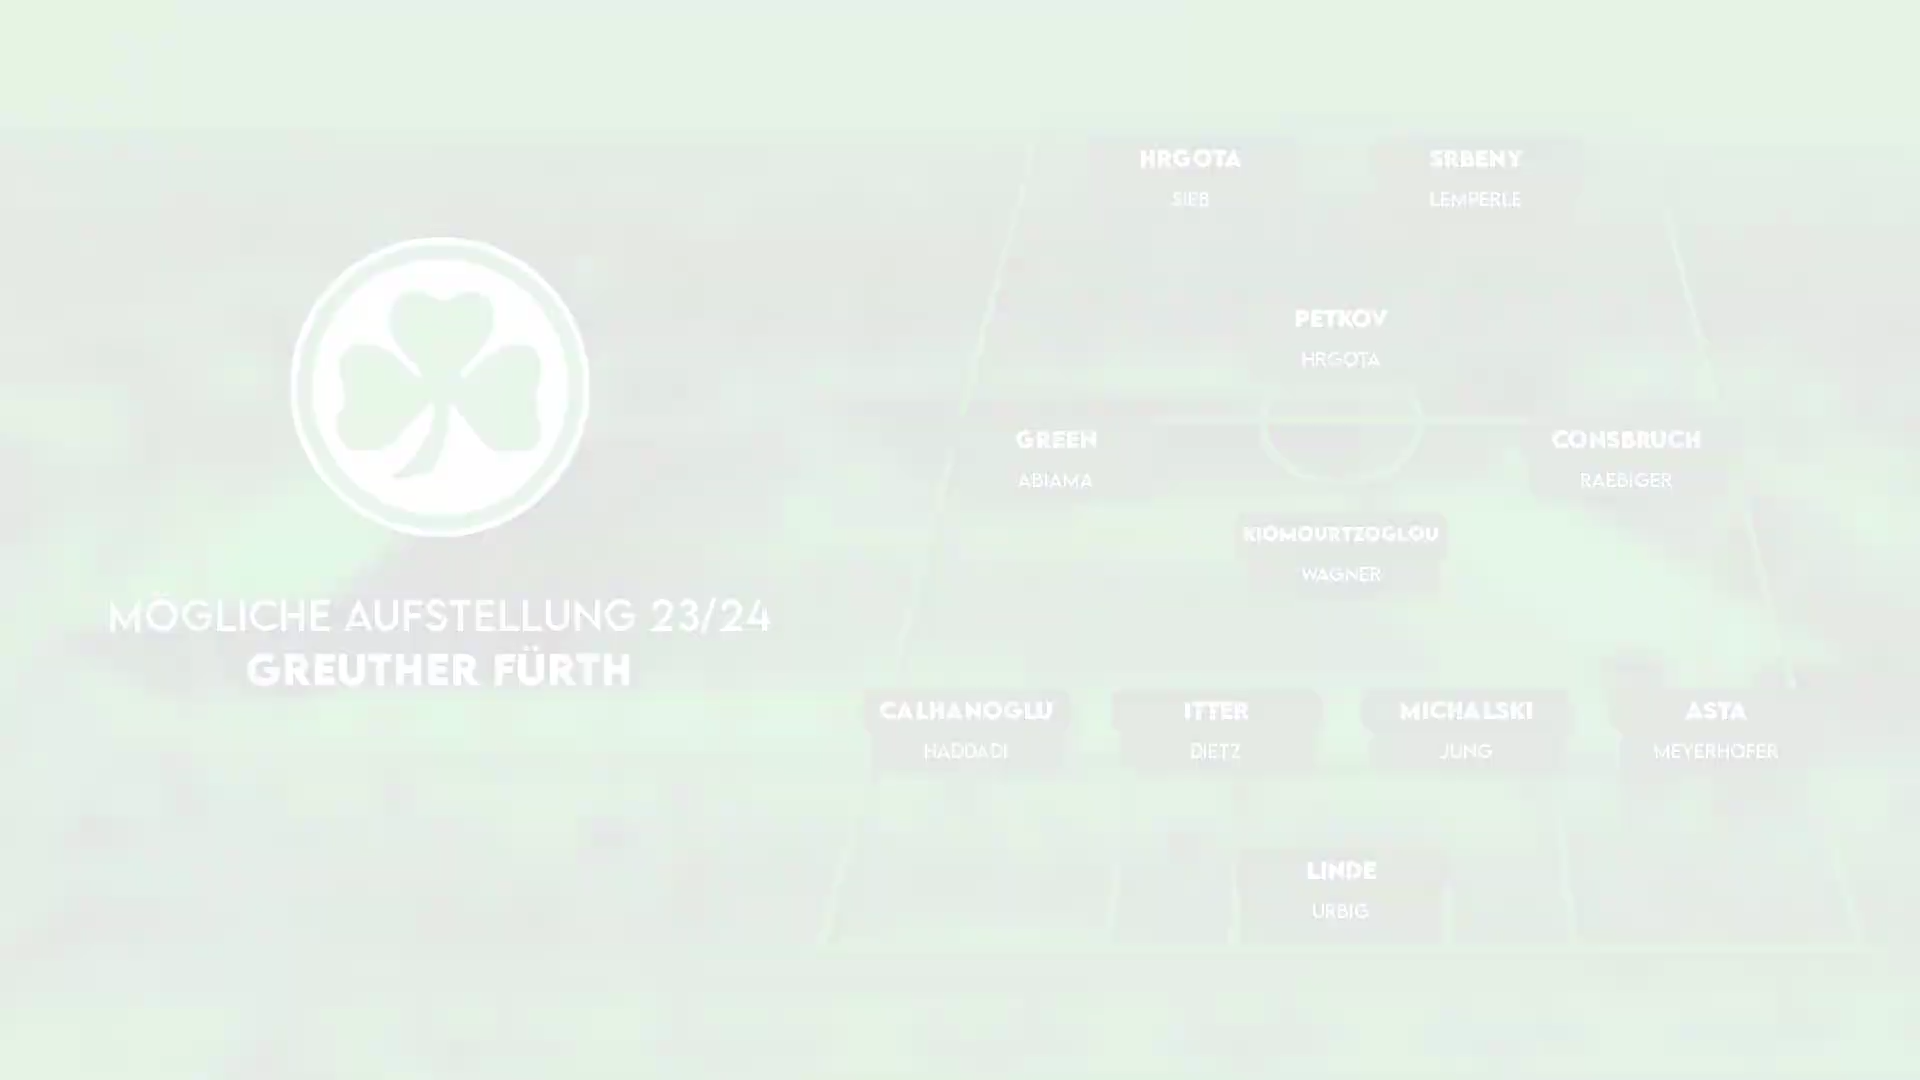 MÖGLICHE AUFSTELLUNG 23/24
GREUTHER FÜRTH
HRGOTA
SIEB
SRBENY
LEMPERLE
PETKOV
HRGOTA
GREEN
ABIAMA
CONSBRUCH
RAEBIGER
KIOMOURTZOGLOU
WAGNER
CALHANOGLU
HADDADI
ITTER
DIETZ
MICHALSKI
JUNG
ASTA
MEYERHÖFER
LINDE
URBIG